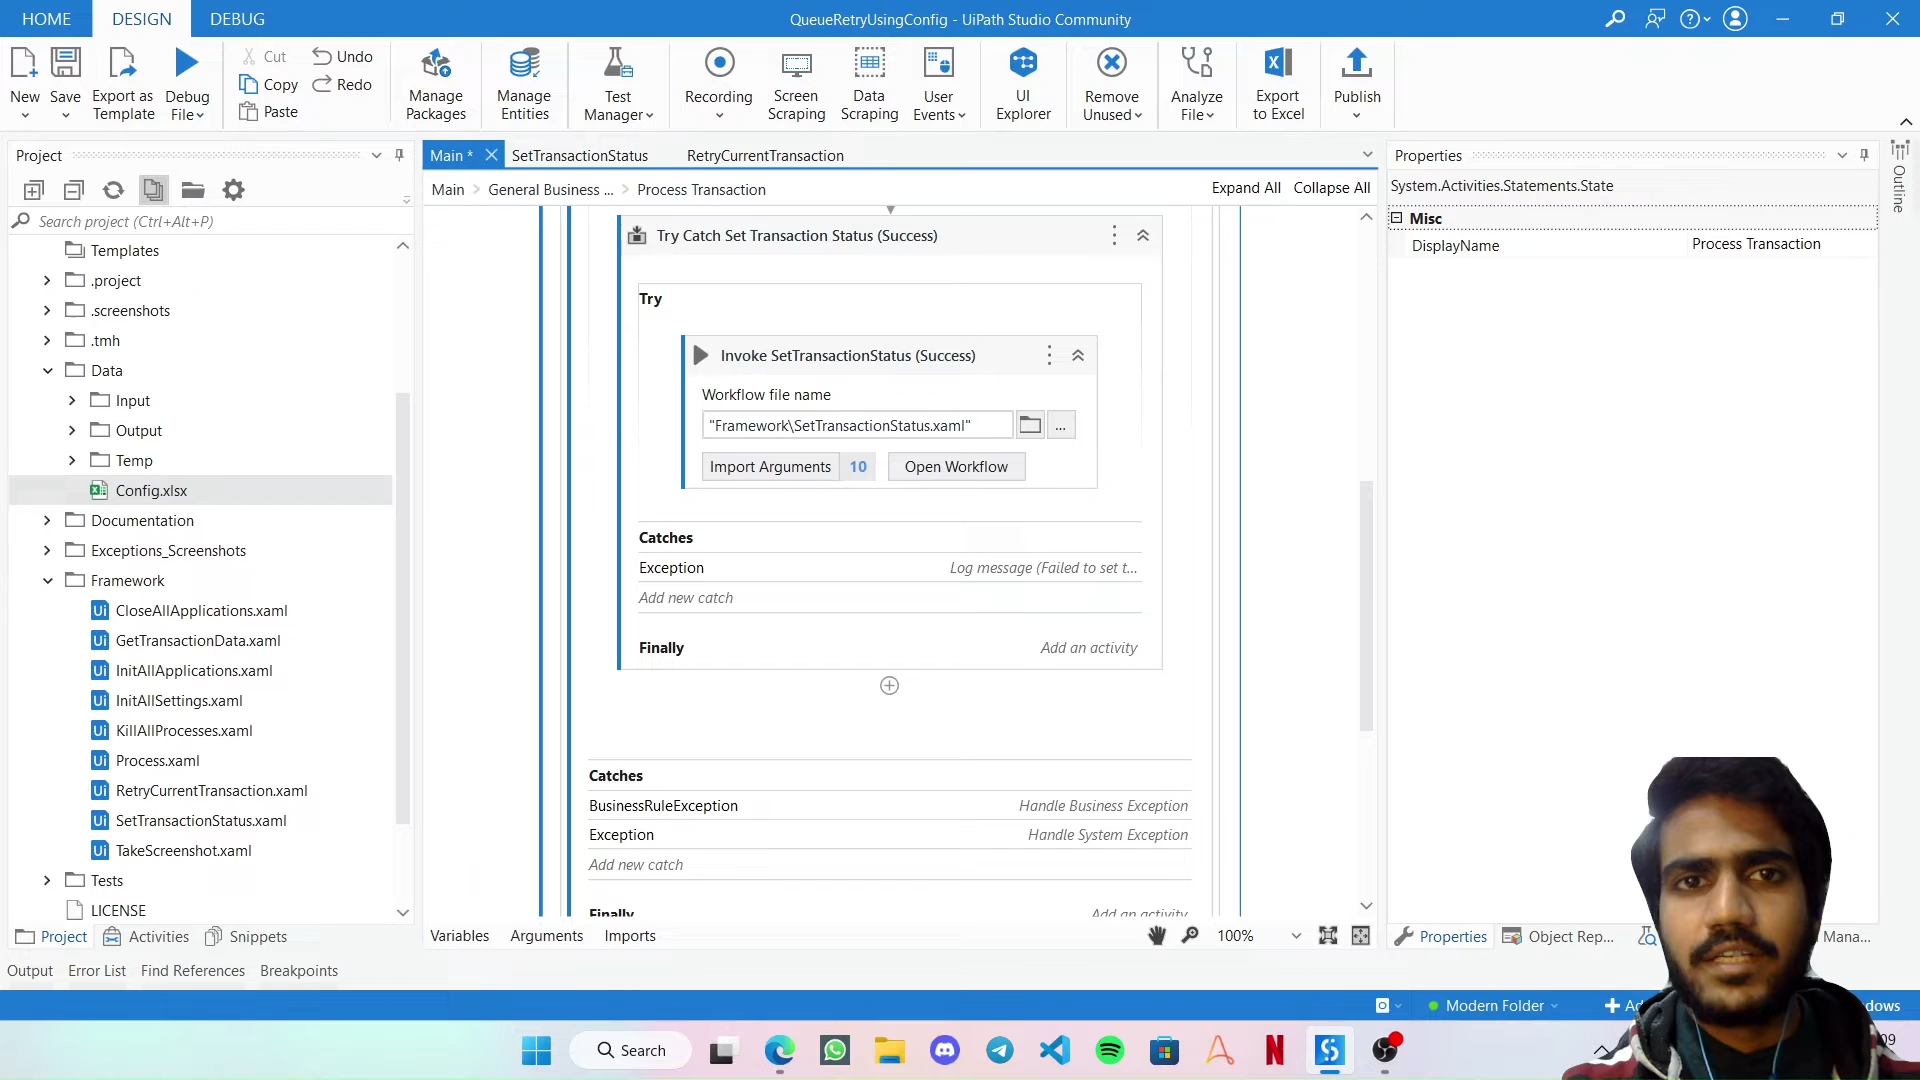 HOME DESIGN DEBUG QueueRetryUsingConfig - UiPath Studio Community
New Save Export as Template Debug File Cut Copy Paste Undo Redo Manage Packages Manage Entities Test Manager Recording Screen Scraping Data Scraping User Events UI Explorer Remove Unused Analyze File Export to Excel Publish
Project
Search project (Ctrl+Alt+P)
Templates
.project
.screenshots
.tmh
Data
Input
Output
Temp
Config.xlsx
Documentation
Exceptions_Screenshots
Framework
CloseAllApplications.xaml
GetTransactionData.xaml
InitAllApplications.xaml
InitAllSettings.xaml
KillAllProcesses.xaml
Process.xaml
RetryCurrentTransaction.xaml
SetTransactionStatus.xaml
TakeScreenshot.xaml
Tests
LICENSE
Project Activities Snippets
Main * SetTransactionStatus RetryCurrentTransaction
Main > General Business ... > Process Transaction Expand All Collapse All
Try Catch Set Transaction Status (Success)
Try
Invoke SetTransactionStatus (Success)
Workflow file name
"Framework\SetTransactionStatus.xaml" ...
Import Arguments 10 Open Workflow
Catches
Exception Log message (Failed to set t...
Add new catch
Finally Add an activity
Catches
BusinessRuleException Handle Business Exception
Exception Handle System Exception
Add new catch
Finally Add an activity
Variables Arguments Imports 100%
Properties
System.Activities.Statements.State
Misc
DisplayName Process Transaction
Outline
Properties Object Rep... Mana...
Output Error List Find References Breakpoints
Modern Folder
Search